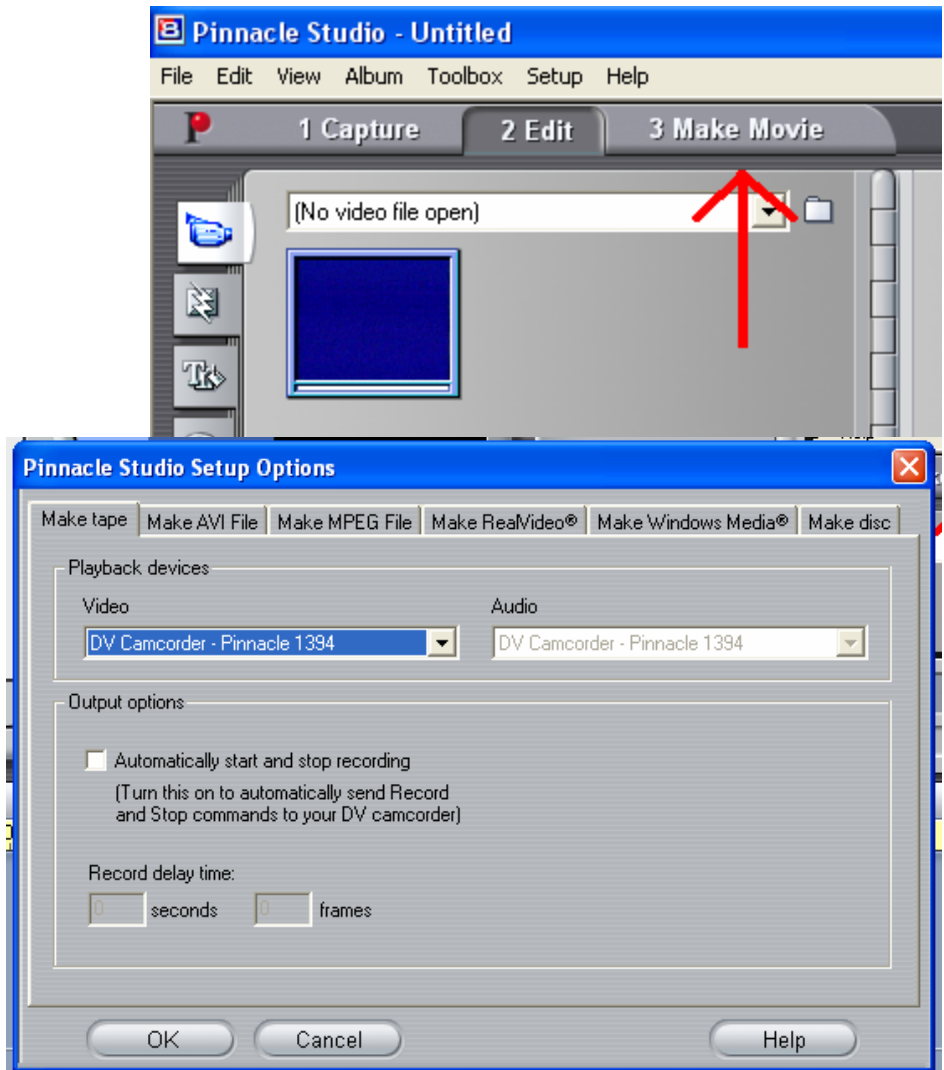 Pinnacle Studio - Untitled
File Edit View Album Toolbox Setup Help
1 Capture 2 Edit 3 Make Movie
(No video file open)
Pinnacle Studio Setup Options
Make tape Make AVI File Make MPEG File Make RealVideo® Make Windows Media® Make disc
Playback devices
Video Audio
DV Camcorder - Pinnacle 1394 DV Camcorder - Pinnacle 1394
Output options
Automatically start and stop recording
(Turn this on to automatically send Record
and Stop commands to your DV camcorder)
Record delay time:
0 seconds 0 frames
OK Cancel Help